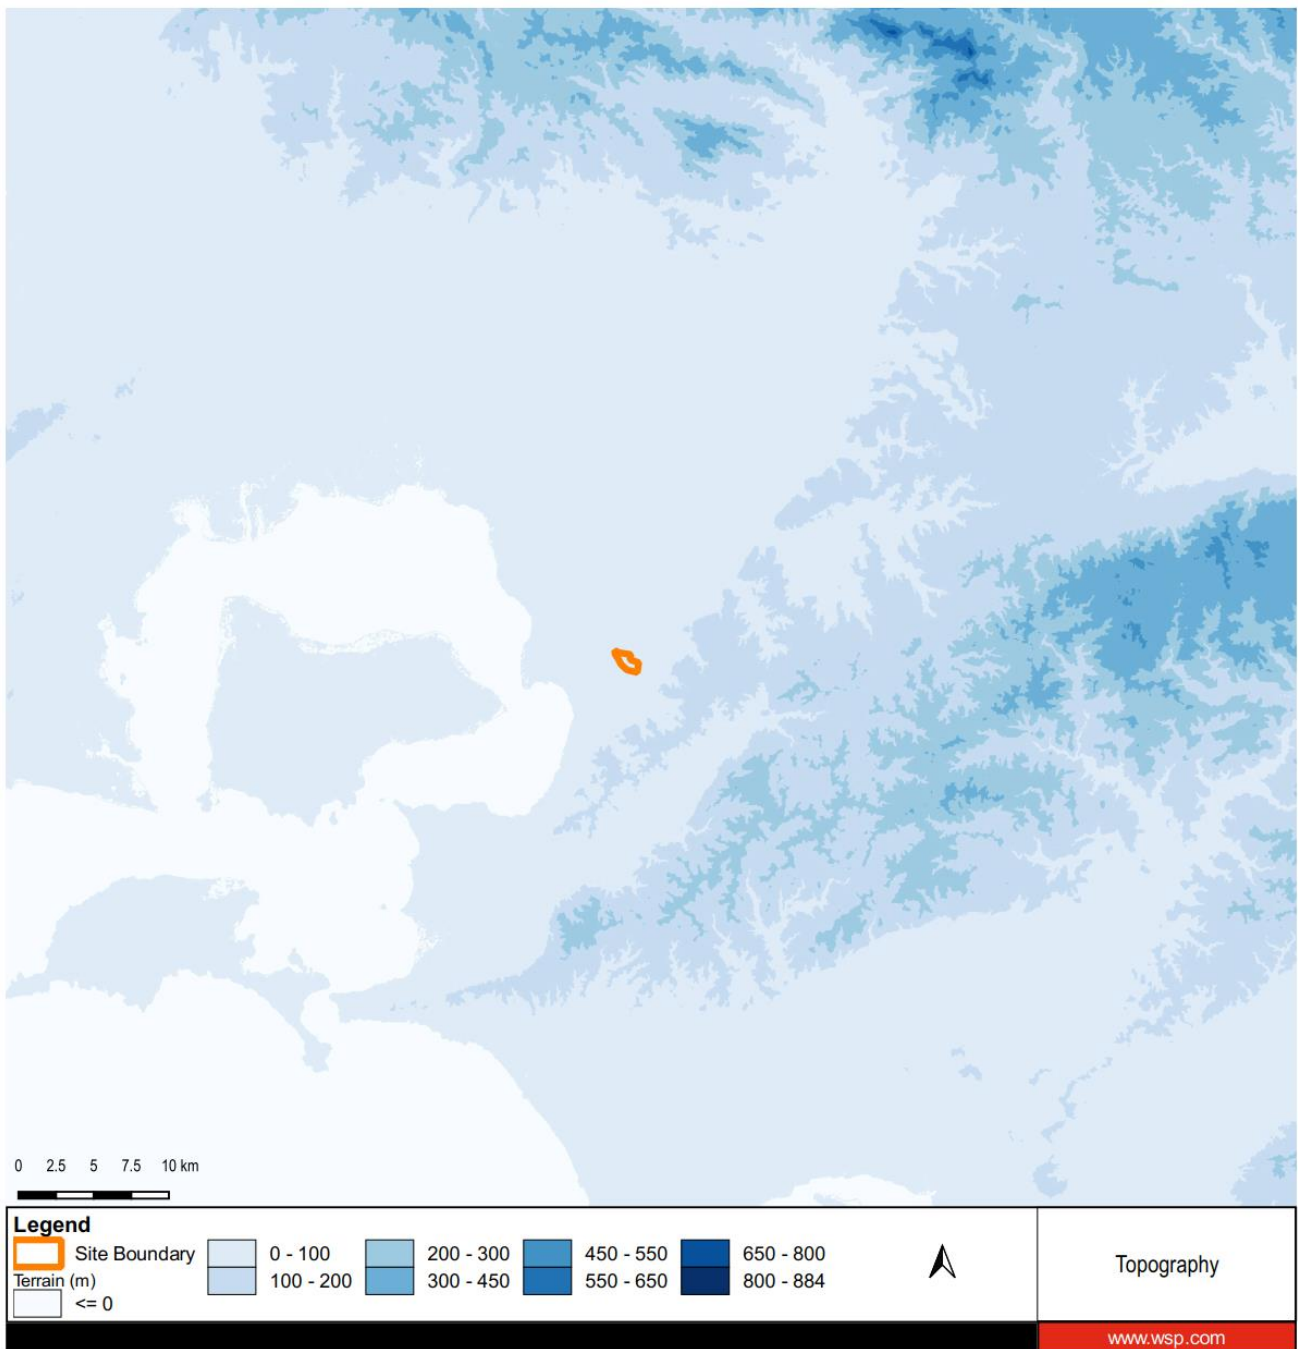 0 2.5 5 7.5 10 km
Legend
Site Boundary
Terrain (m)
<= 0
0 - 100
100 - 200
200 - 300
300 - 450
450 - 550
550 - 650
650 - 800
800 - 884
Topography
www.wsp.com